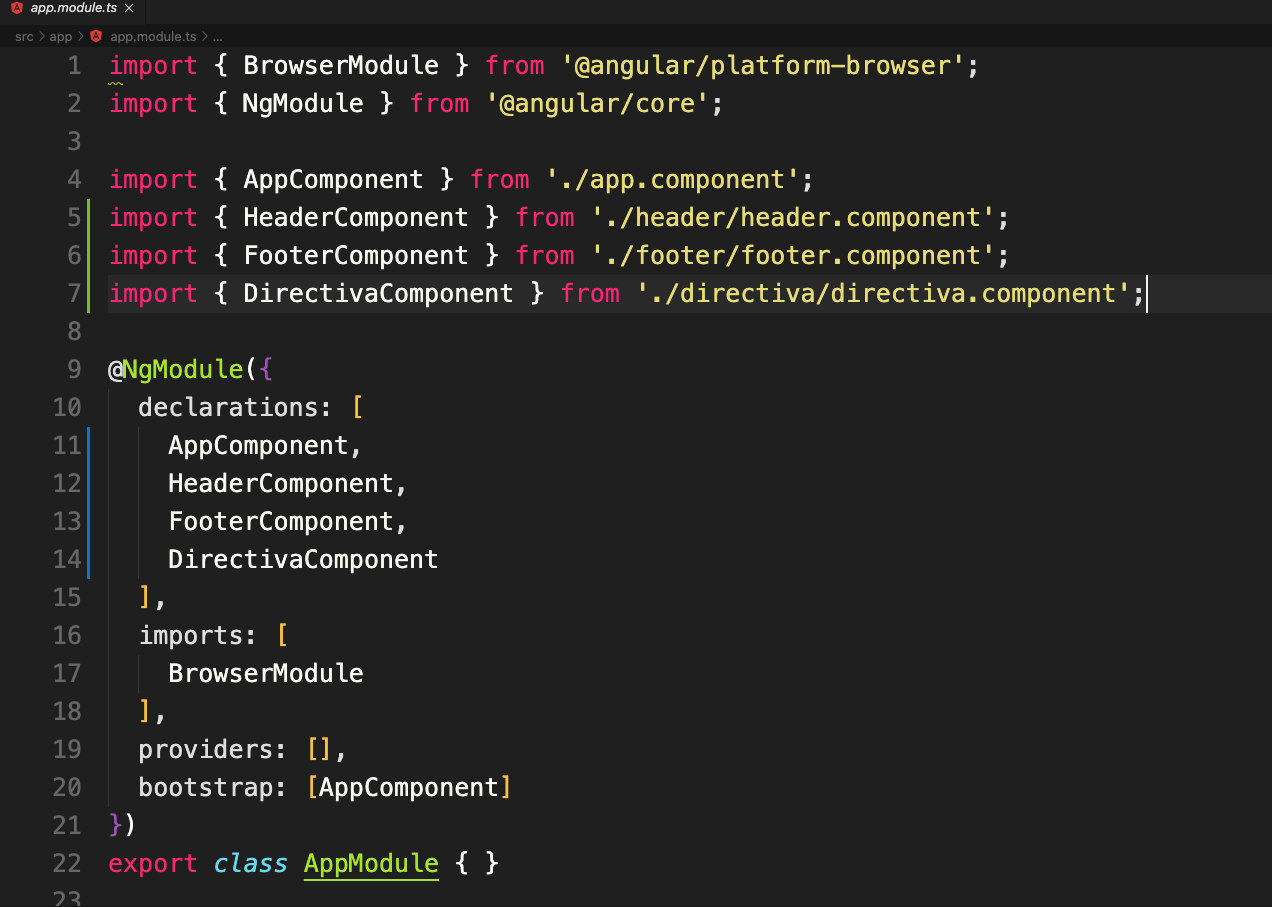 app.module.ts ×
src > app > app.module.ts > ...
1 import { BrowserModule } from '@angular/platform-browser';
2 import { NgModule } from '@angular/core';
3
4 import { AppComponent } from './app.component';
5 import { HeaderComponent } from './header/header.component';
6 import { FooterComponent } from './footer/footer.component';
7 import { DirectivaComponent } from './directiva/directiva.component';
8
9 @NgModule({
10   declarations: [
11     AppComponent,
12     HeaderComponent,
13     FooterComponent,
14     DirectivaComponent
15   ],
16   imports: [
17     BrowserModule
18   ],
19   providers: [],
20   bootstrap: [AppComponent]
21 })
22 export class AppModule { }
23